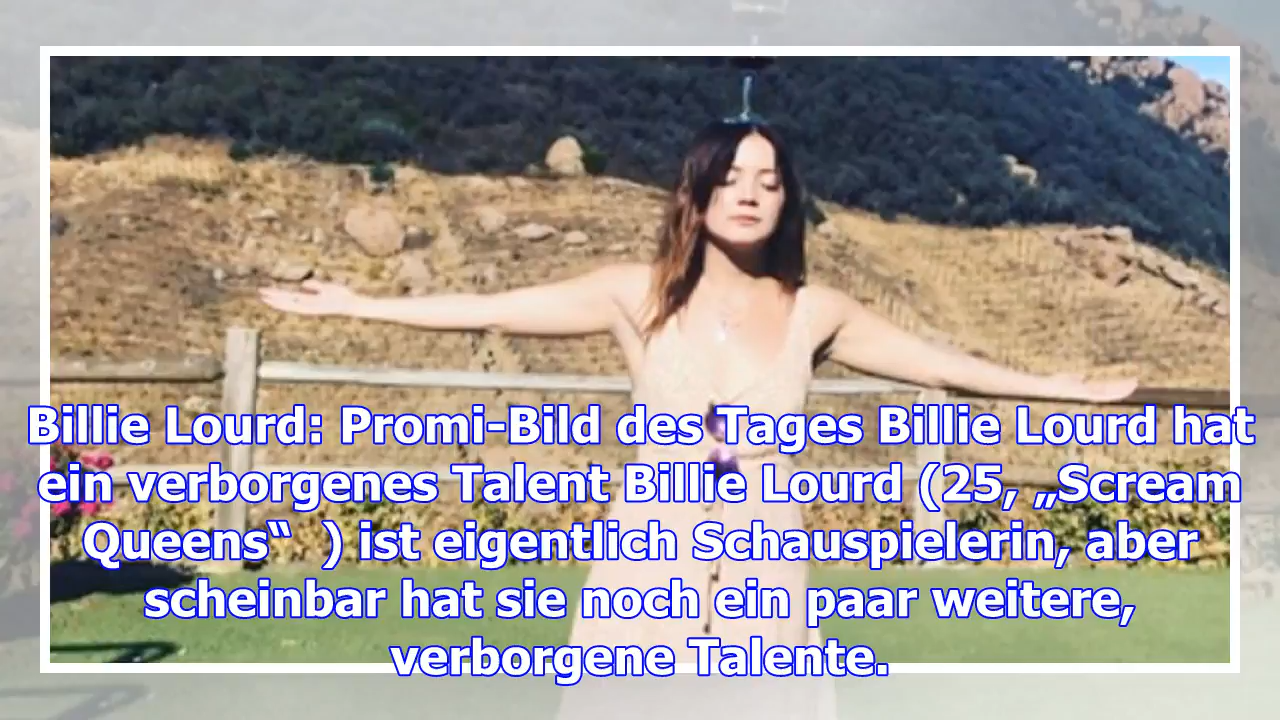 Billie Lourd: Promi-Bild des Tages Billie Lourd hat
ein verborgenes Talent Billie Lourd (25, „Scream
Queens“  ) ist eigentlich Schauspielerin, aber
scheinbar hat sie noch ein paar weitere,
verborgene Talente.